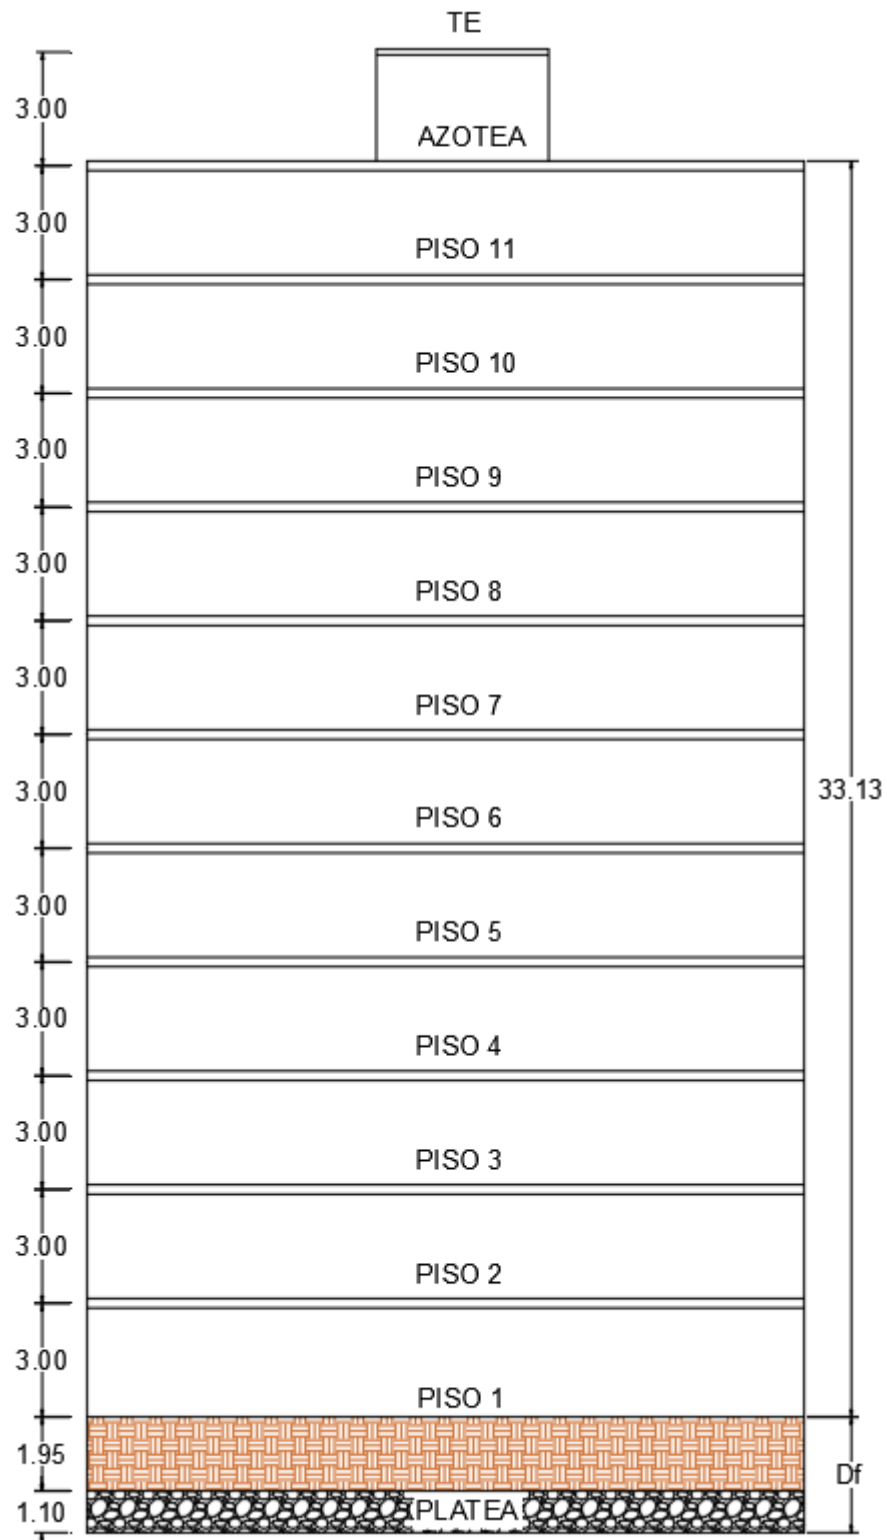 TE
3.00
AZOTEA
3.00
PISO 11
3.00
PISO 10
3.00
PISO 9
3.00
PISO 8
3.00
PISO 7
3.00
33.13
PISO 6
3.00
PISO 5
3.00
PISO 4
3.00
PISO 3
3.00
PISO 2
3.00
PISO 1
1.95
Df
1.10
PLATEA